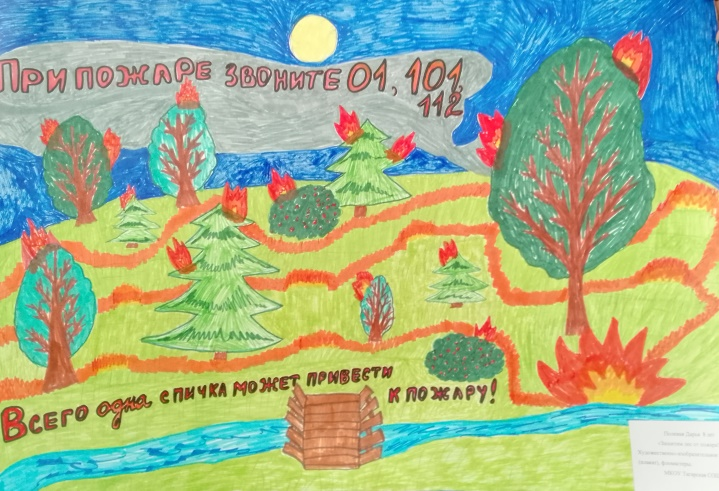 При пожаре звоните 01, 101,
112
Всего одна спичка может привести
к пожару!